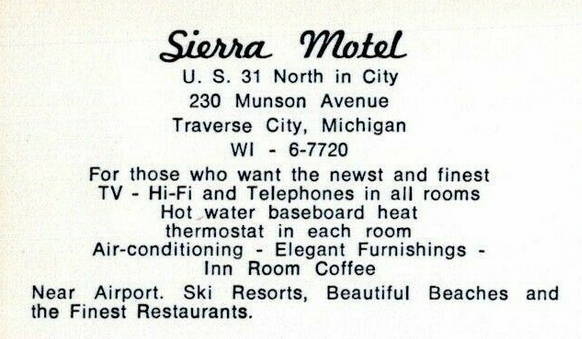 Sierra Motel
U. S. 31 North in City
230 Munson Avenue
Traverse City, Michigan
WI - 6-7720
For those who want the newst and finest
TV - Hi-Fi and Telephones in all rooms
Hot water baseboard heat
thermostat in each room
Air-conditioning - Elegant Furnishings -
Inn Room Coffee
Near Airport. Ski Resorts, Beautiful Beaches and
the Finest Restaurants.